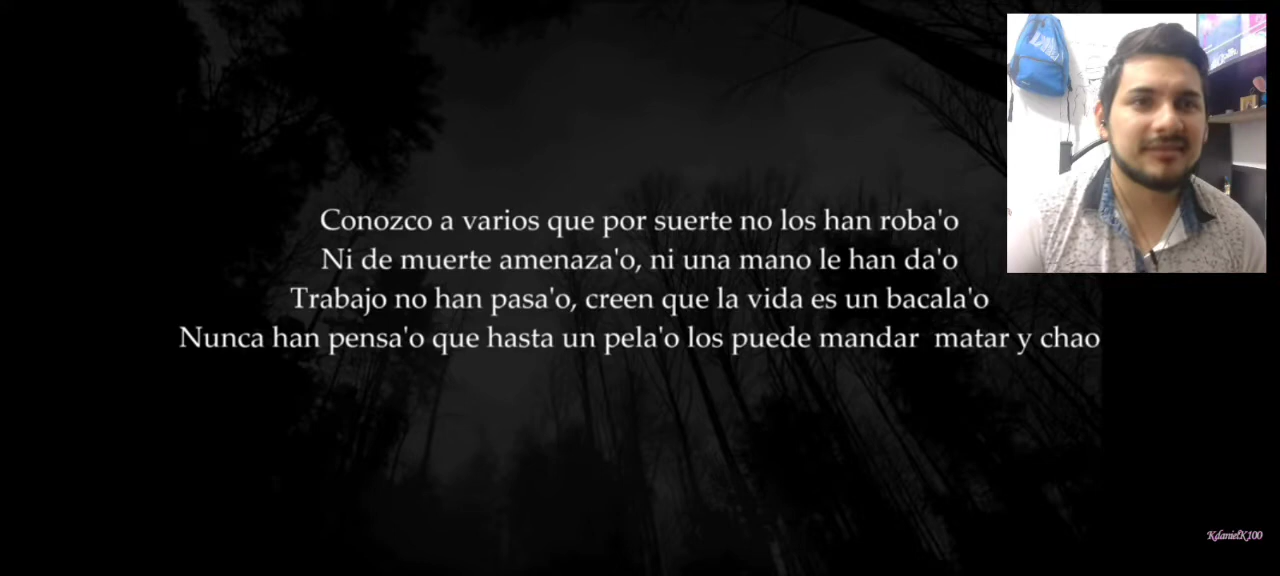 Conozco a varios que por suerte no los han roba'o
Ni de muerte amenaza'o, ni una mano le han da'o
Trabajo no han pasa'o, creen que la vida es un bacala'o
Nunca han pensa'o que hasta un pela'o los puede mandar  matar y chao
KdanielK100